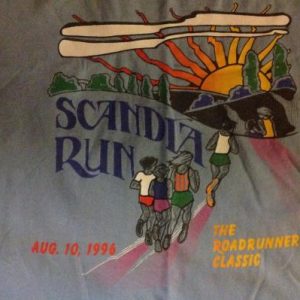 SCANDIA
RUN
AUG. 10, 1996
THE
ROADRUNNER
CLASSIC